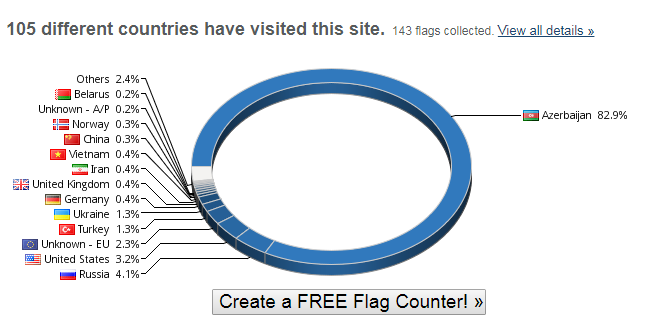 105 different countries have visited this site. 143 flags collected. View all details »
Others 2.4%
Belarus 0.2%
Unknown - A/P 0.2%
Norway 0.3%
China 0.3%
Vietnam 0.4%
Iran 0.4%
United Kingdom 0.4%
Germany 0.4%
Ukraine 1.3%
Turkey 1.3%
Unknown - EU 2.3%
United States 3.2%
Russia 4.1%
Azerbaijan 82.9%
Create a FREE Flag Counter! »